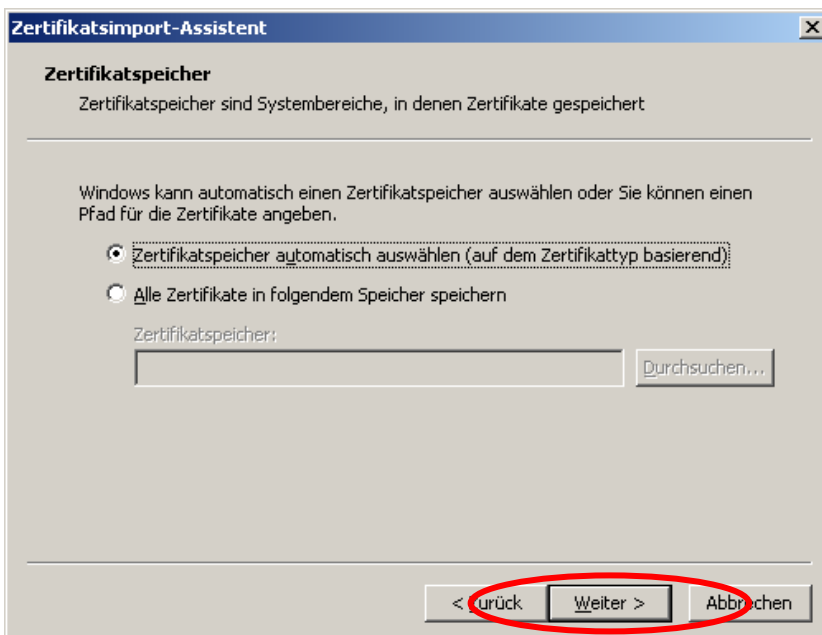 Zertifikatsimport-Assistent
Zertifikatspeicher
Zertifikatspeicher sind Systembereiche, in denen Zertifikate gespeichert
Windows kann automatisch einen Zertifikatspeicher auswählen oder Sie können einen
Pfad für die Zertifikate angeben.
Zertifikatspeicher automatisch auswählen (auf dem Zertifikattyp basierend)
Alle Zertifikate in folgendem Speicher speichern
Zertifikatspeicher:
Durchsuchen...
< Zurück Weiter > Abbrechen